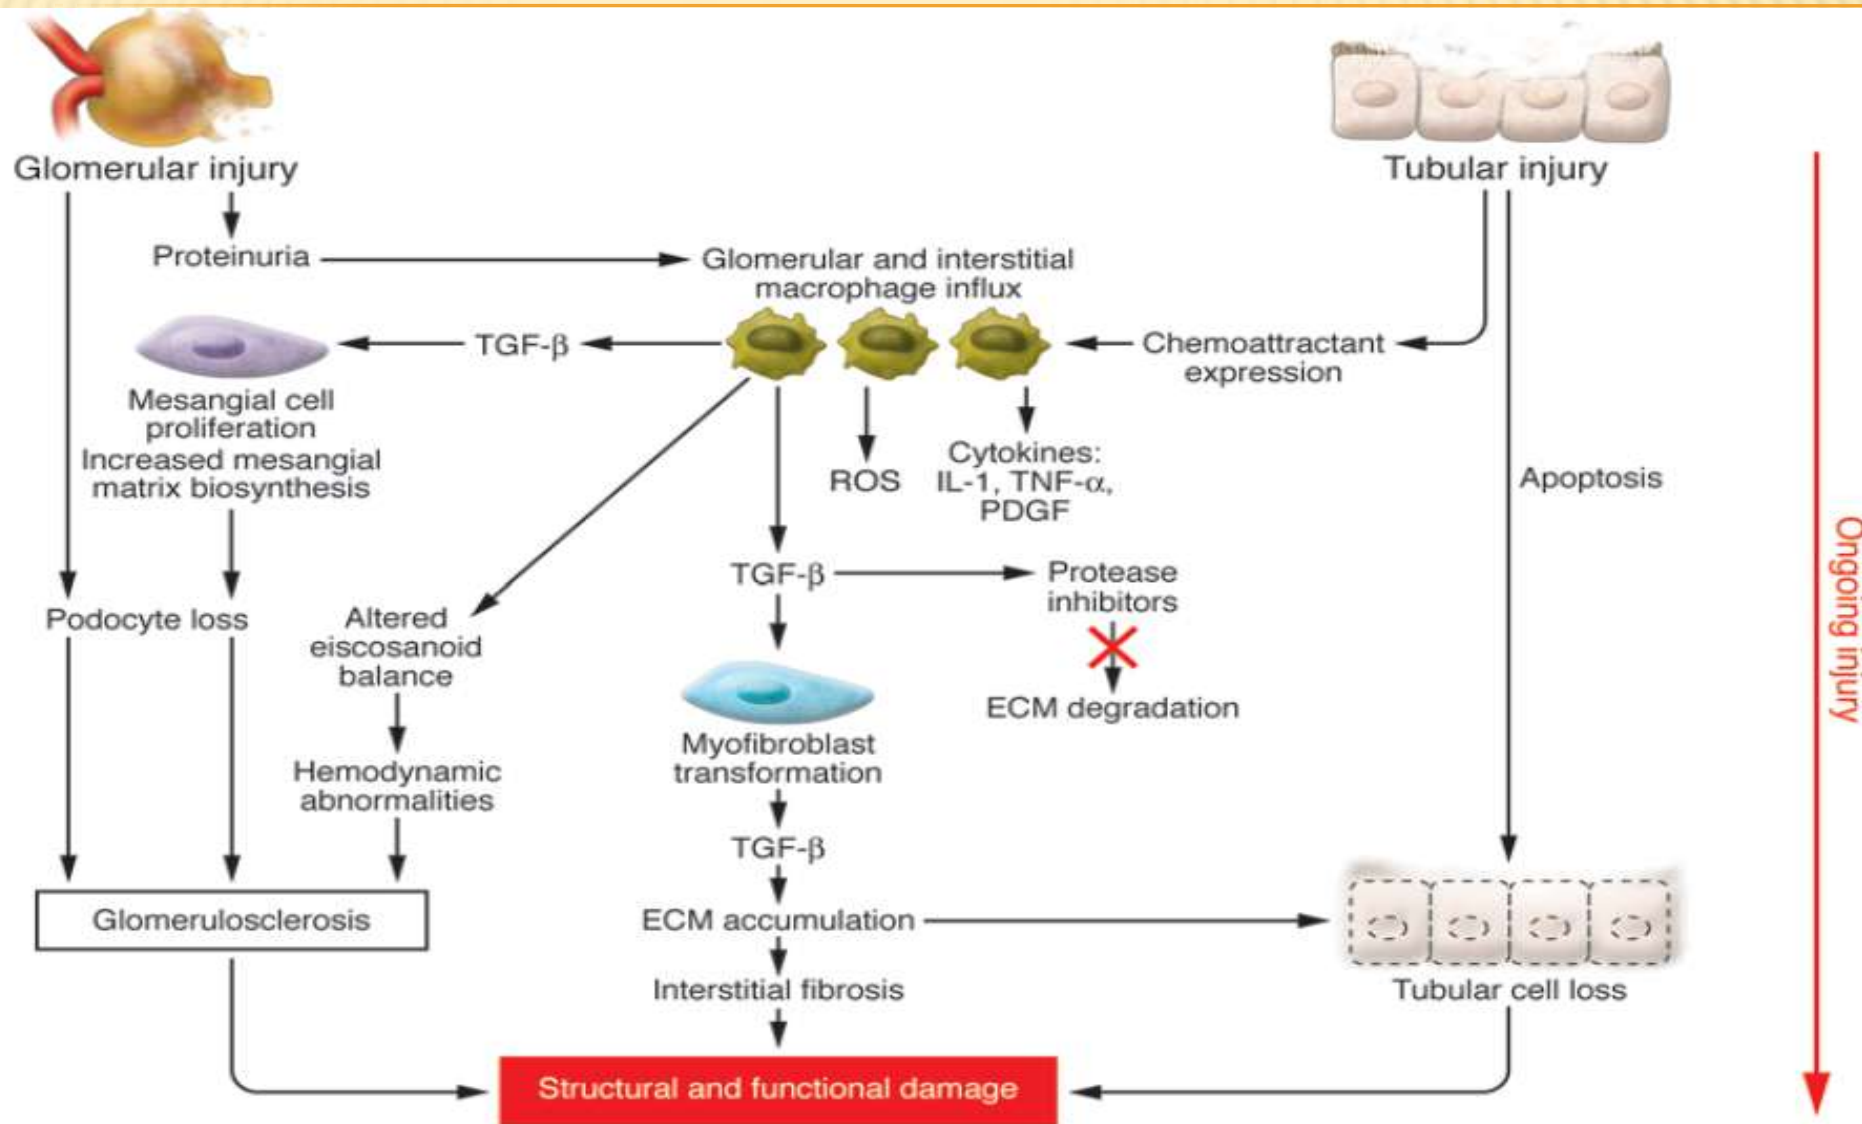 Glomerular injury
Tubular injury
Proteinuria
Glomerular and interstitial
macrophage influx
TGF-β
Chemoattractant
expression
Mesangial cell
proliferation
Increased mesangial
matrix biosynthesis
ROS
Cytokines:
IL-1, TNF-α,
PDGF
Apoptosis
Ongoing injury
TGF-β
Protease
inhibitors
Podocyte loss
Altered
eiscosanoid
balance
ECM degradation
Myofibroblast
transformation
Hemodynamic
abnormalities
TGF-β
Glomerulosclerosis
ECM accumulation
Interstitial fibrosis
Tubular cell loss
Structural and functional damage